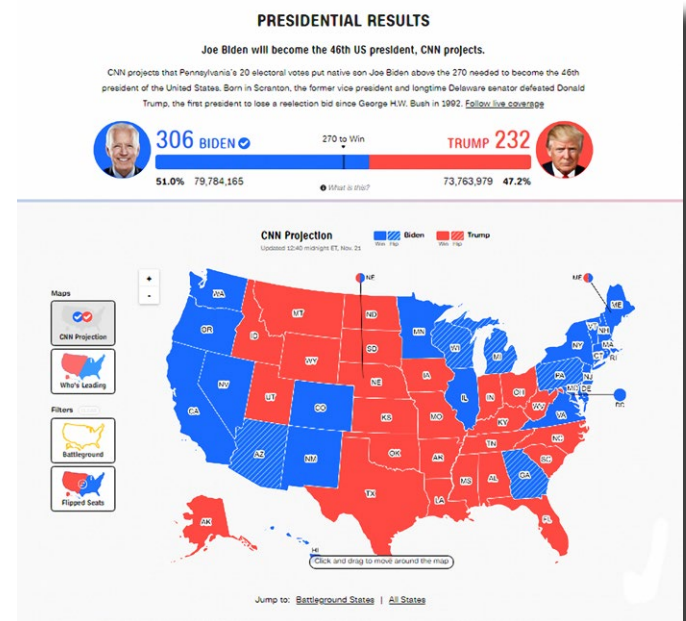 PRESIDENTIAL RESULTS
Joe Biden will become the 46th US president, CNN projects.
CNN projects that Pennsylvania's 20 electoral votes put native son Joe Biden above the 270 needed to become the 46th
president of the United States. Born in Scranton, the former vice president and longtime Delaware senator defeated Donald
Trump, the first president to lose a reelection bid since George H.W. Bush in 1992. Follow live coverage
306 BIDEN 270 to Win TRUMP 232
51.0% 79,784,165 What is this? 73,763,979 47.2%
CNN Projection Biden Trump
Updated 12:40 midnight ET, Nov. 21 Win Flip Win Flip
+
-
Maps
CNN Projection
Who's Leading
Filters
Battleground
Flipped Seats
NE ME
WA MT ND MN ME
OR ID SD WI MI VT NH
WY NY MA
CT RI
NV NE IA PA NJ
CA UT CO IL IN OH MD DE
KS MO WV VA DC
KY
AZ NM OK AR TN NC
SC
TX MS AL GA
LA
AK FL
HI
Click and drag to move around the map
Jump to: Battleground States | All States